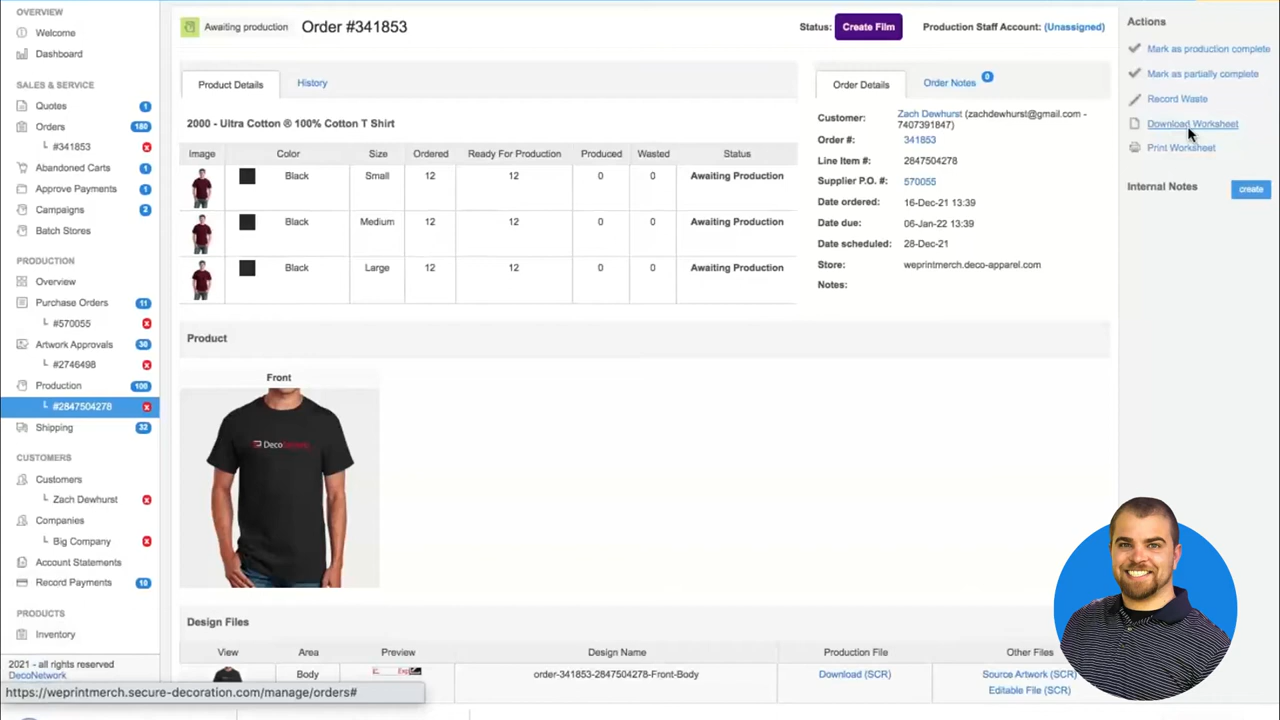 OVERVIEW
Welcome
Dashboard
SALES & SERVICE
Quotes 1
Orders 180
#341853
Abandoned Carts 1
Approve Payments 1
Campaigns 2
Batch Stores
PRODUCTION
Overview
Purchase Orders 11
#570055
Artwork Approvals 30
#2746498
Production 100
#2847504278
Shipping 32
CUSTOMERS
Customers
Zach Dewhurst
Companies
Big Company
Account Statements
Record Payments 10
PRODUCTS
Inventory
2021 - all rights reserved
DecoNetwork
https://weprintmerch.secure-decoration.com/manage/orders#
Awaiting production Order #341853
Status: Create Film Production Staff Account: (Unassigned)
Product Details History
2000 - Ultra Cotton ® 100% Cotton T Shirt
Image Color Size Ordered Ready For Production Produced Wasted Status
Black Small 12 12 0 0 Awaiting Production
Black Medium 12 12 0 0 Awaiting Production
Black Large 12 12 0 0 Awaiting Production
Order Details Order Notes 0
Customer: Zach Dewhurst (zachdewhurst@gmail.com -
7407391847)
Order #: 341853
Line Item #: 2847504278
Supplier P.O. #: 570055
Date ordered: 16-Dec-21 13:39
Date due: 06-Jan-22 13:39
Date scheduled: 28-Dec-21
Store: weprintmerch.deco-apparel.com
Notes:
Product
Front
Deco
Design Files
View Area Preview Design Name Production File Other Files
Body order-341853-2847504278-Front-Body Download (SCR) Source Artwork (SCR)
Editable File (SCR)
Actions
Mark as production complete
Mark as partially complete
Record Waste
Download Worksheet
Print Worksheet
Internal Notes create